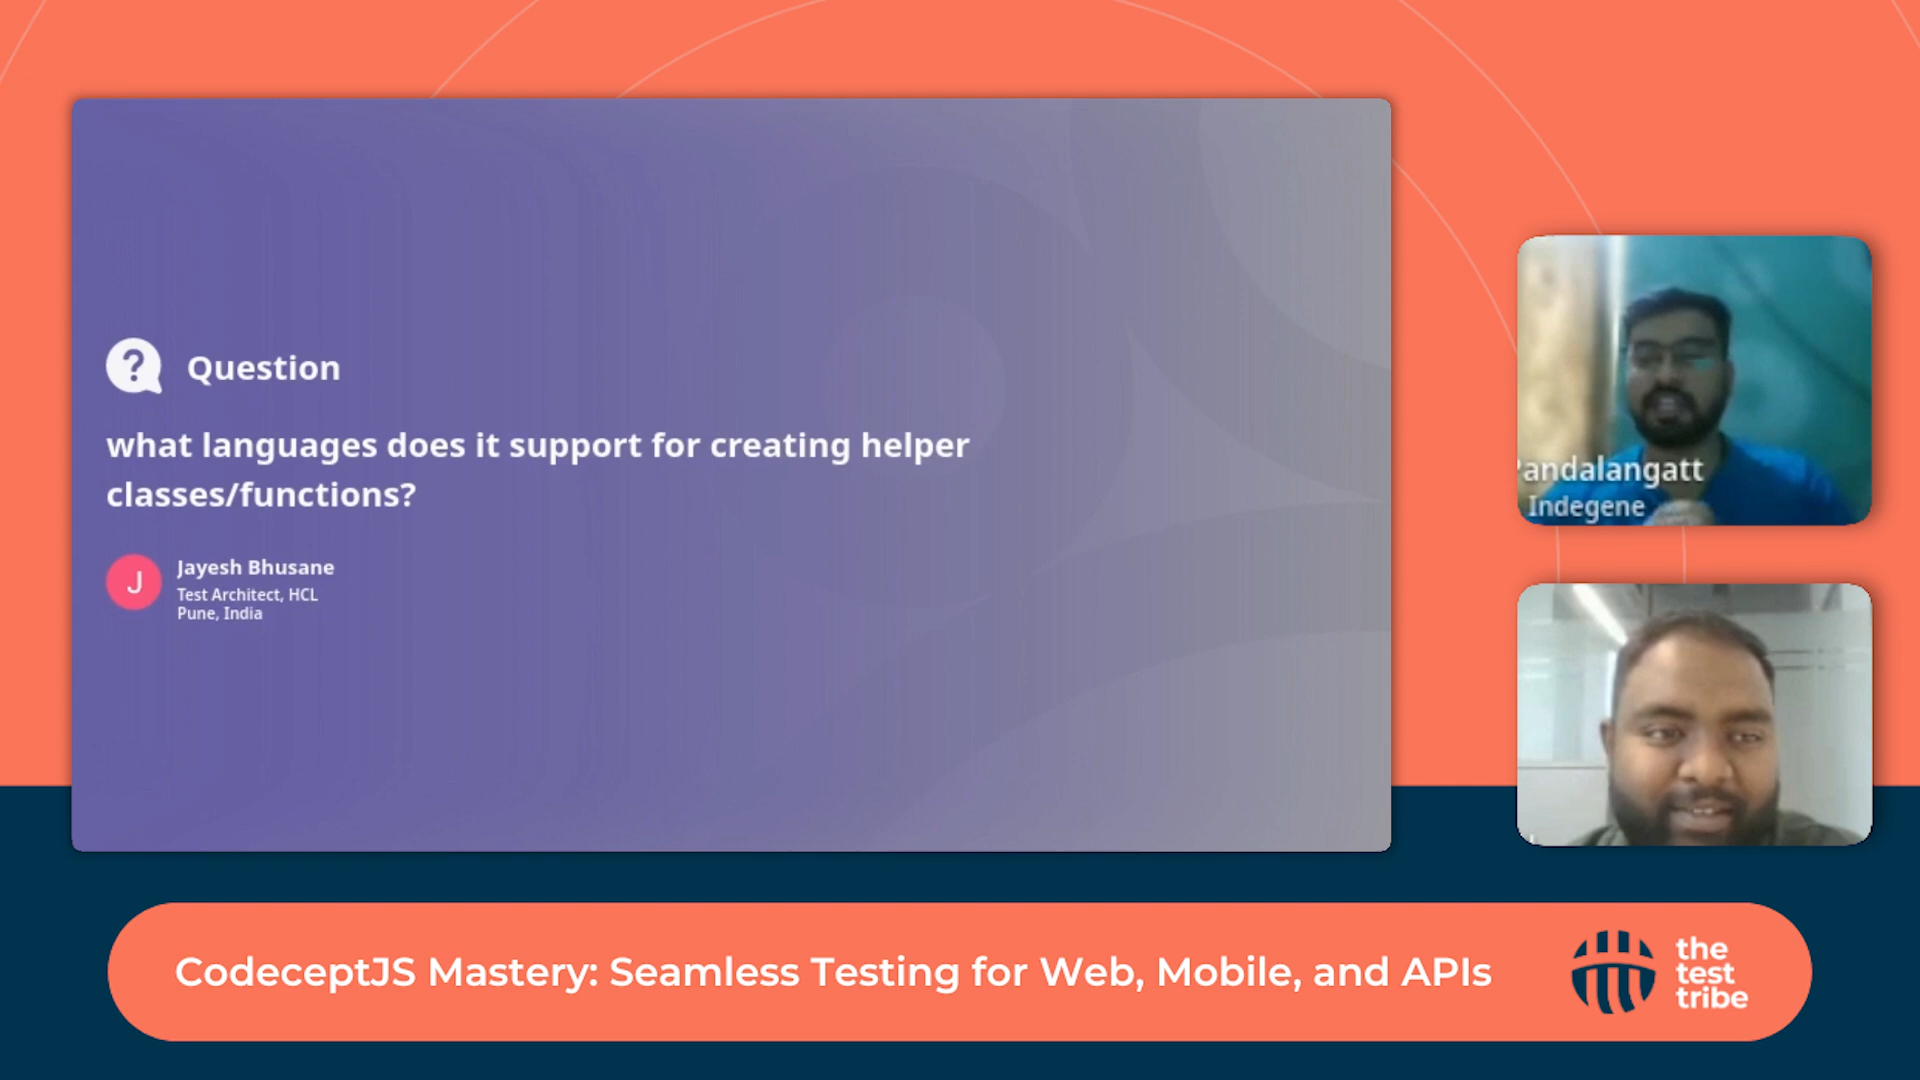 Question
what languages does it support for creating helper
classes/functions?
J
Jayesh Bhusane
Test Architect, HCL
Pune, India
Pandalangatt
Indegene
CodeceptJS Mastery: Seamless Testing for Web, Mobile, and APIs
the
test
tribe